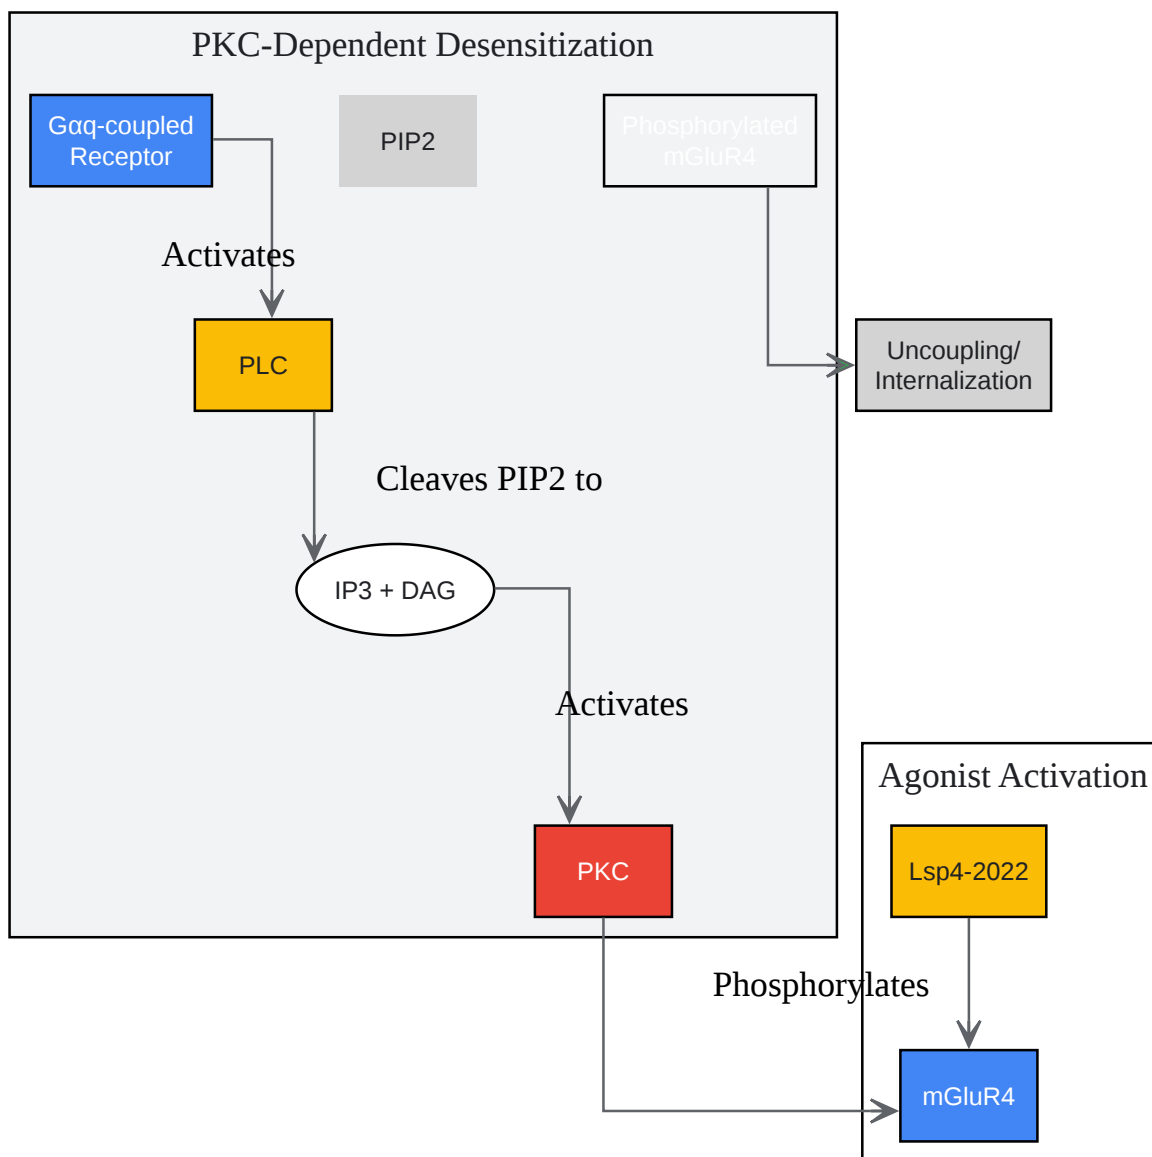 PKC-Dependent Desensitization
Gαq-coupled
Receptor
PIP2
Phosphorylated
mGluR4
Activates
PLC
Uncoupling/
Internalization
Cleaves PIP2 to
IP3 + DAG
Activates
Agonist Activation
PKC
Lsp4-2022
Phosphorylates
mGluR4